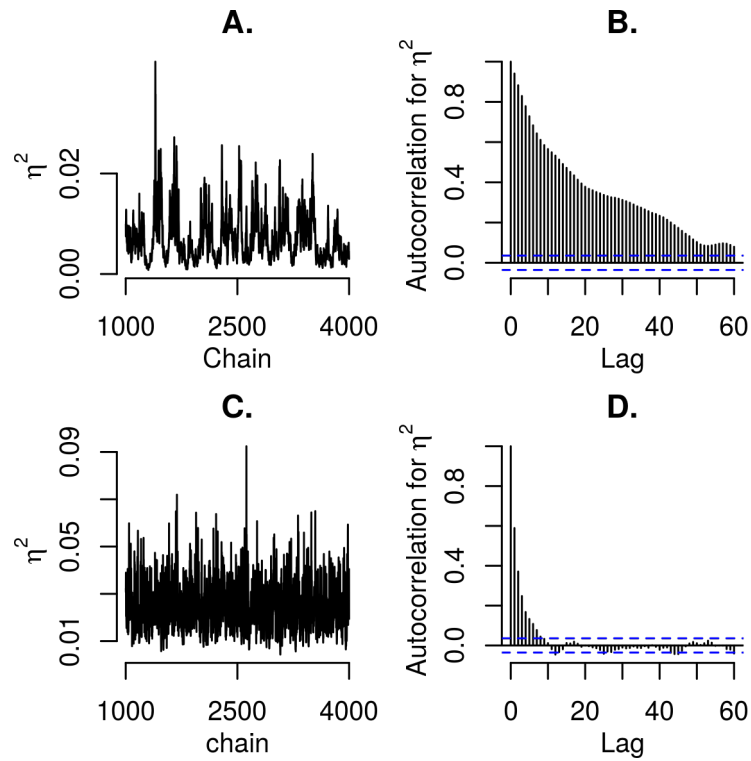 A.
η²
0.02
0.00
1000 2500 4000
Chain
B.
Autocorrelation for η²
0.8
0.4
0.0
0 20 40 60
Lag
C.
η²
0.09
0.05
0.01
1000 2500 4000
chain
D.
Autocorrelation for η²
0.8
0.4
0.0
0 20 40 60
Lag